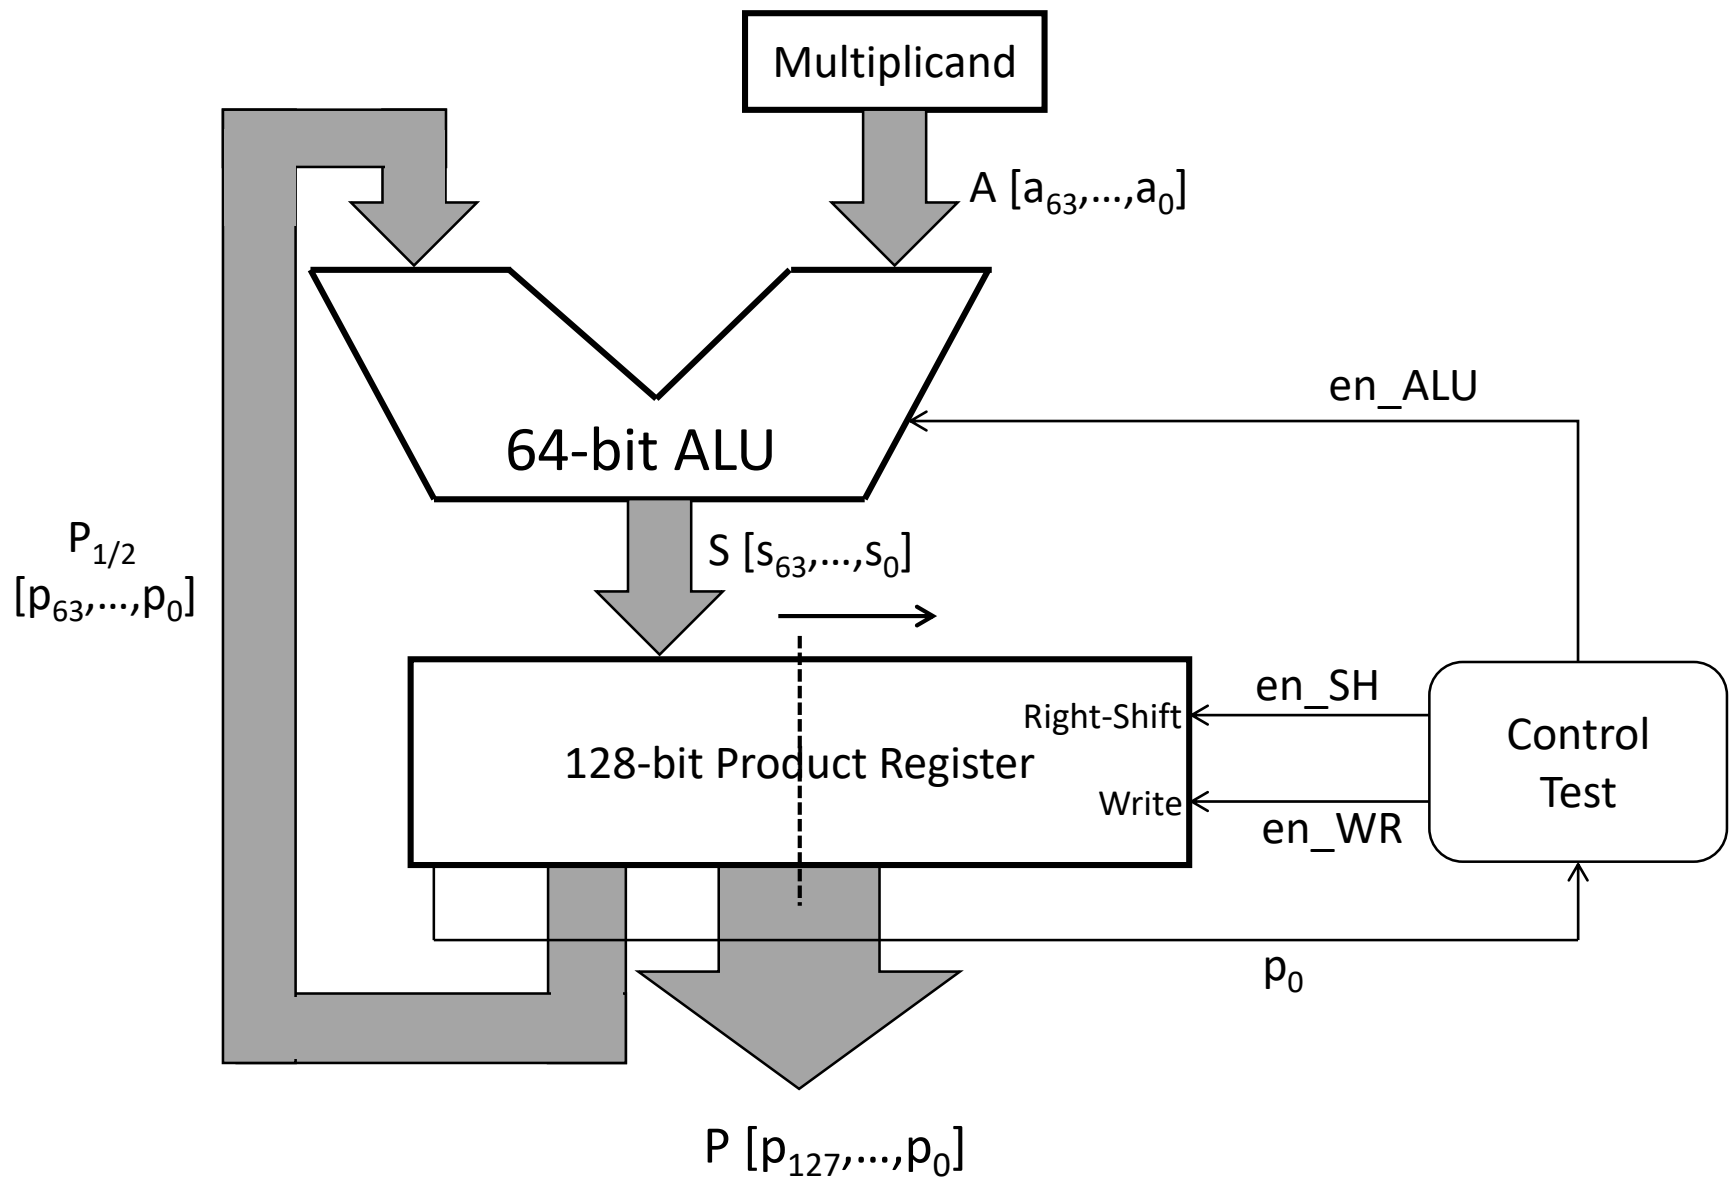 Multiplicand
A [a₆₃,...,a₀]
en_ALU
64-bit ALU
P₁/₂
[p₆₃,...,p₀]
S [s₆₃,...,s₀]
en_SH
Right-Shift
Control
Test
128-bit Product Register
Write
en_WR
p₀
P [p₁₂₇,...,p₀]